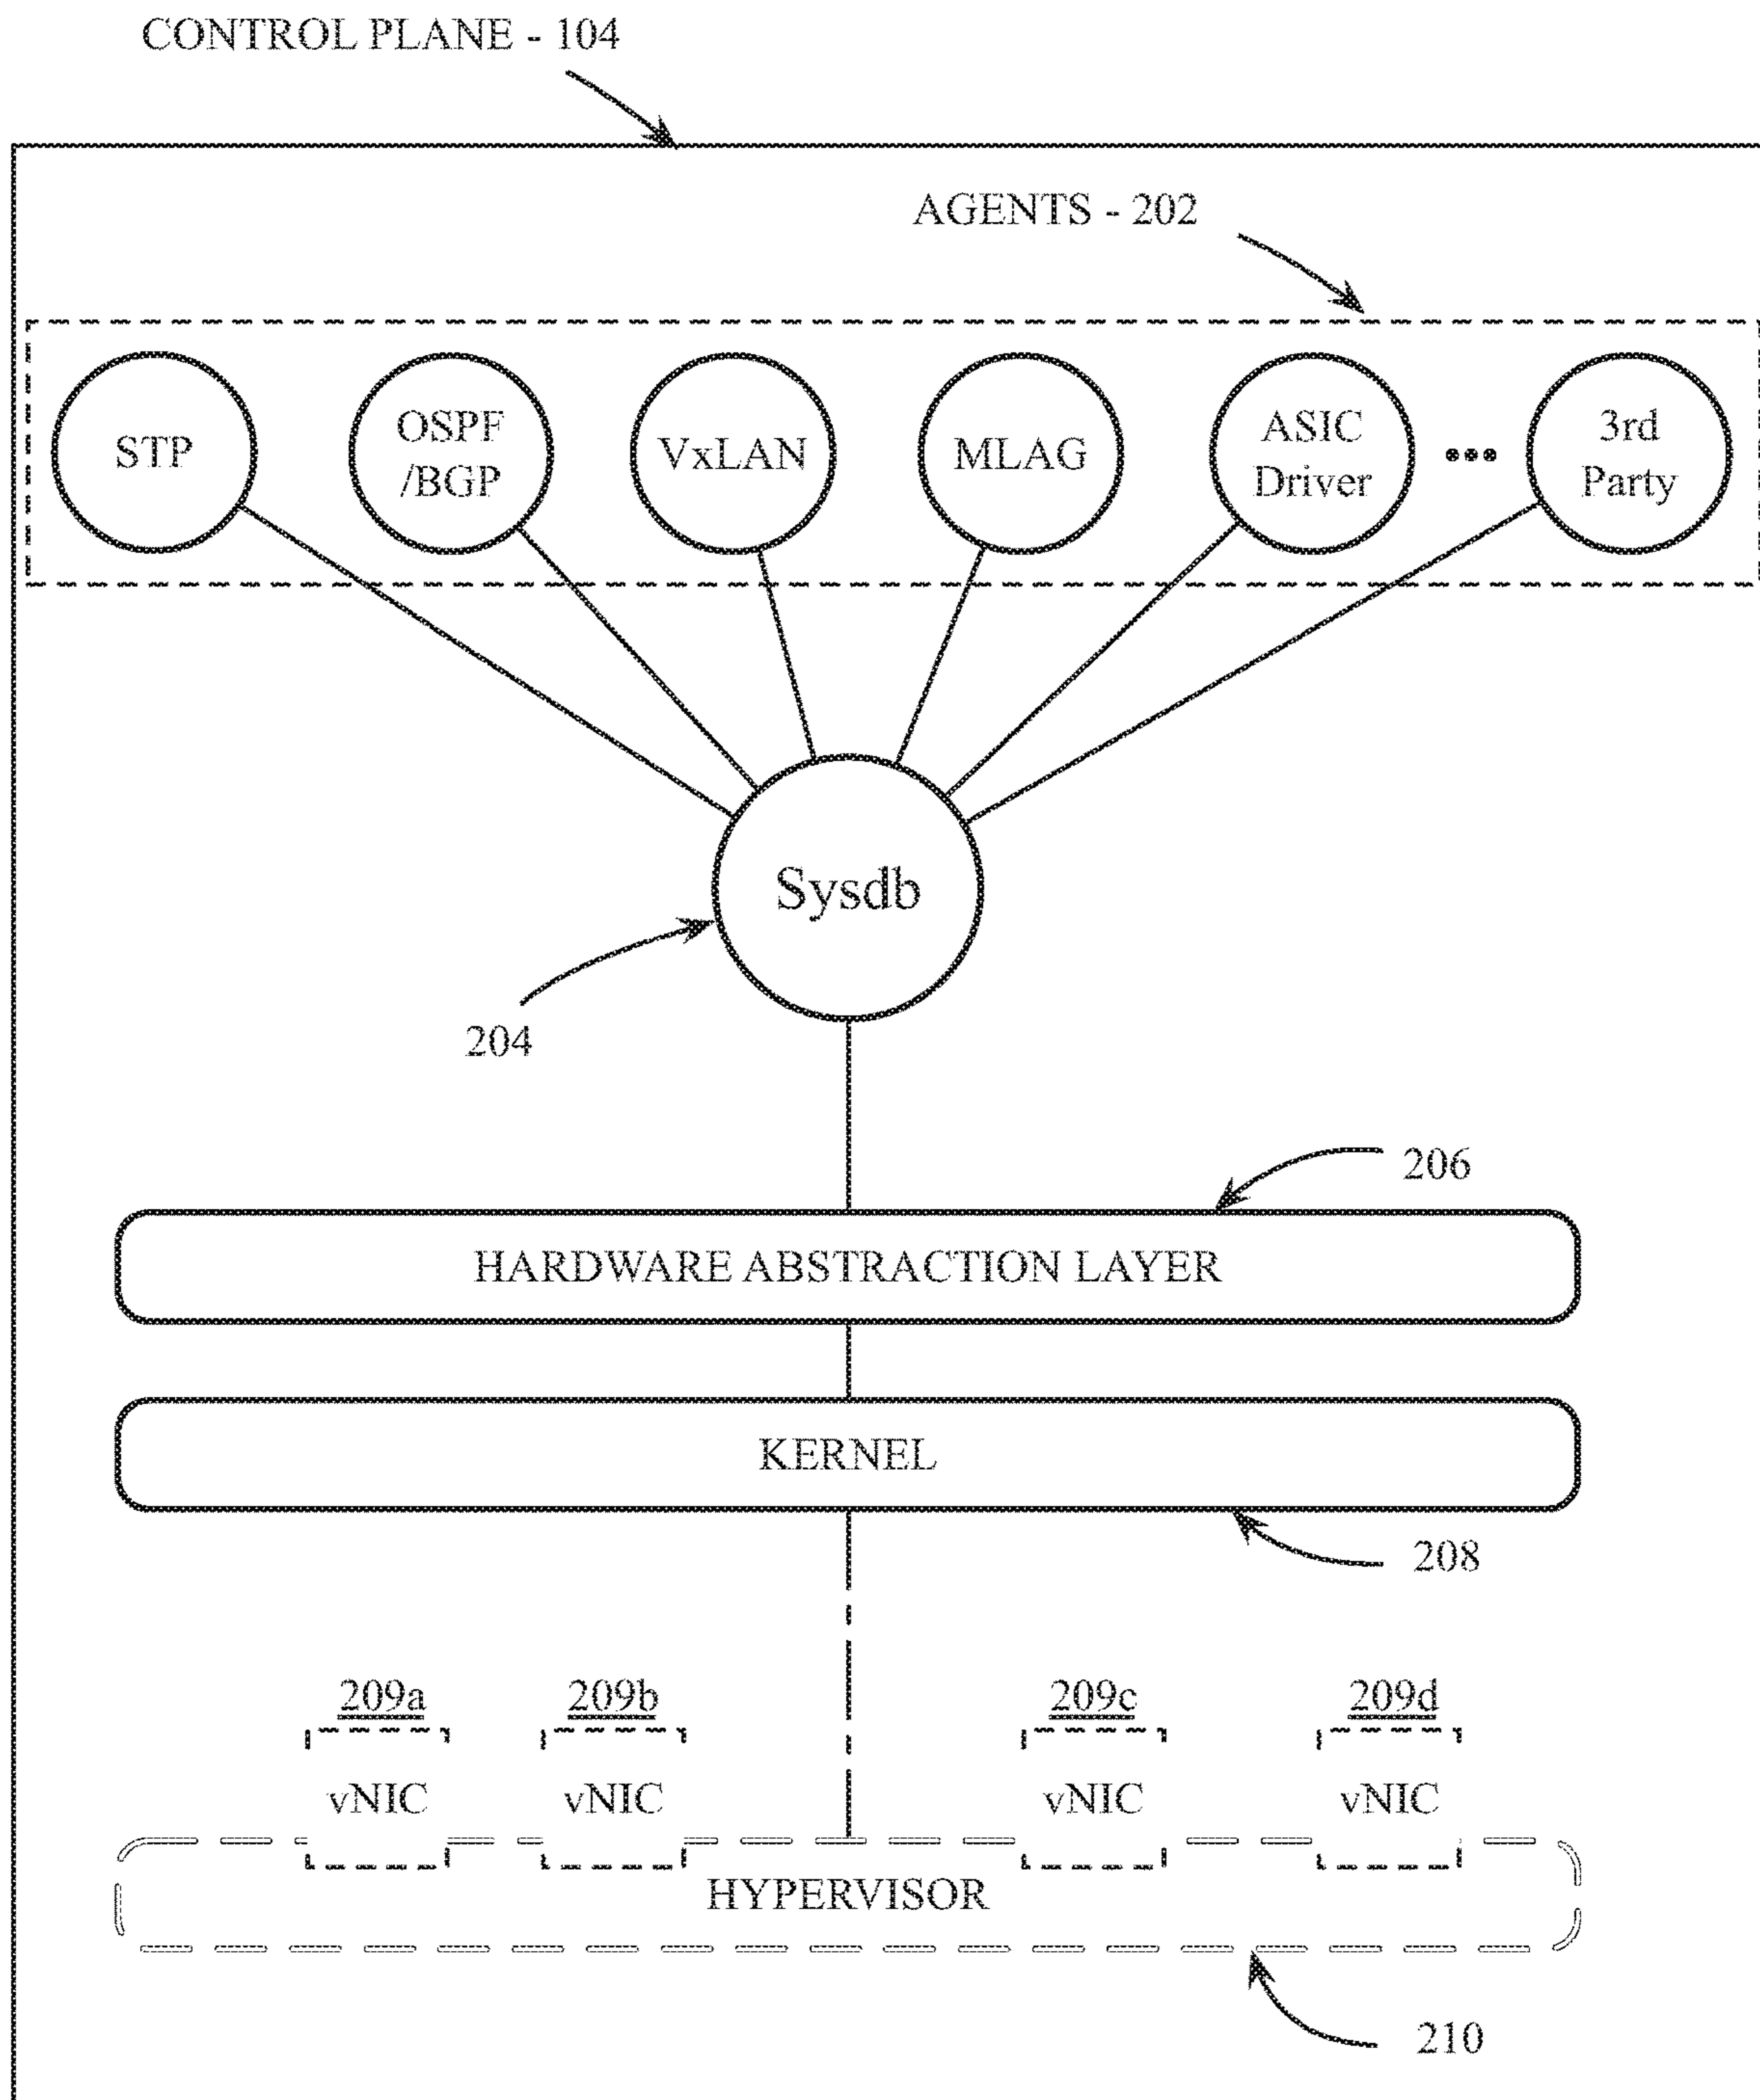 CONTROL PLANE - 104
AGENTS - 202
STP
OSPF
/BGP
VxLAN
MLAG
ASIC
Driver
•••
3rd
Party
Sysdb
204
206
HARDWARE ABSTRACTION LAYER
KERNEL
208
209a 209b 209c 209d
vNIC vNIC vNIC vNIC
HYPERVISOR
210